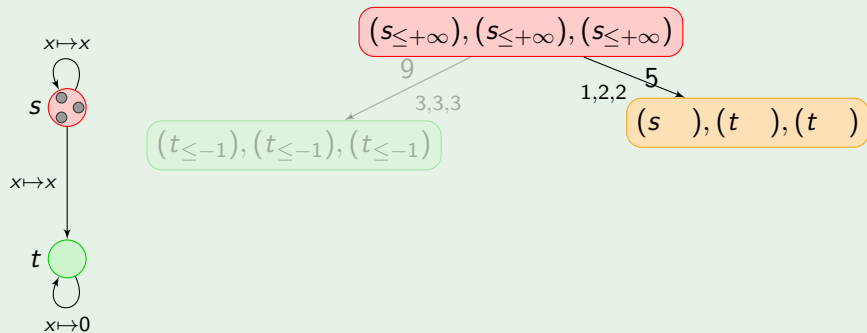 (s≤+∞), (s≤+∞), (s≤+∞)
x↦x
9
5
3,3,3
1,2,2
s
(s ), (t ), (t )
(t≤−1), (t≤−1), (t≤−1)
x↦x
t
x↦0